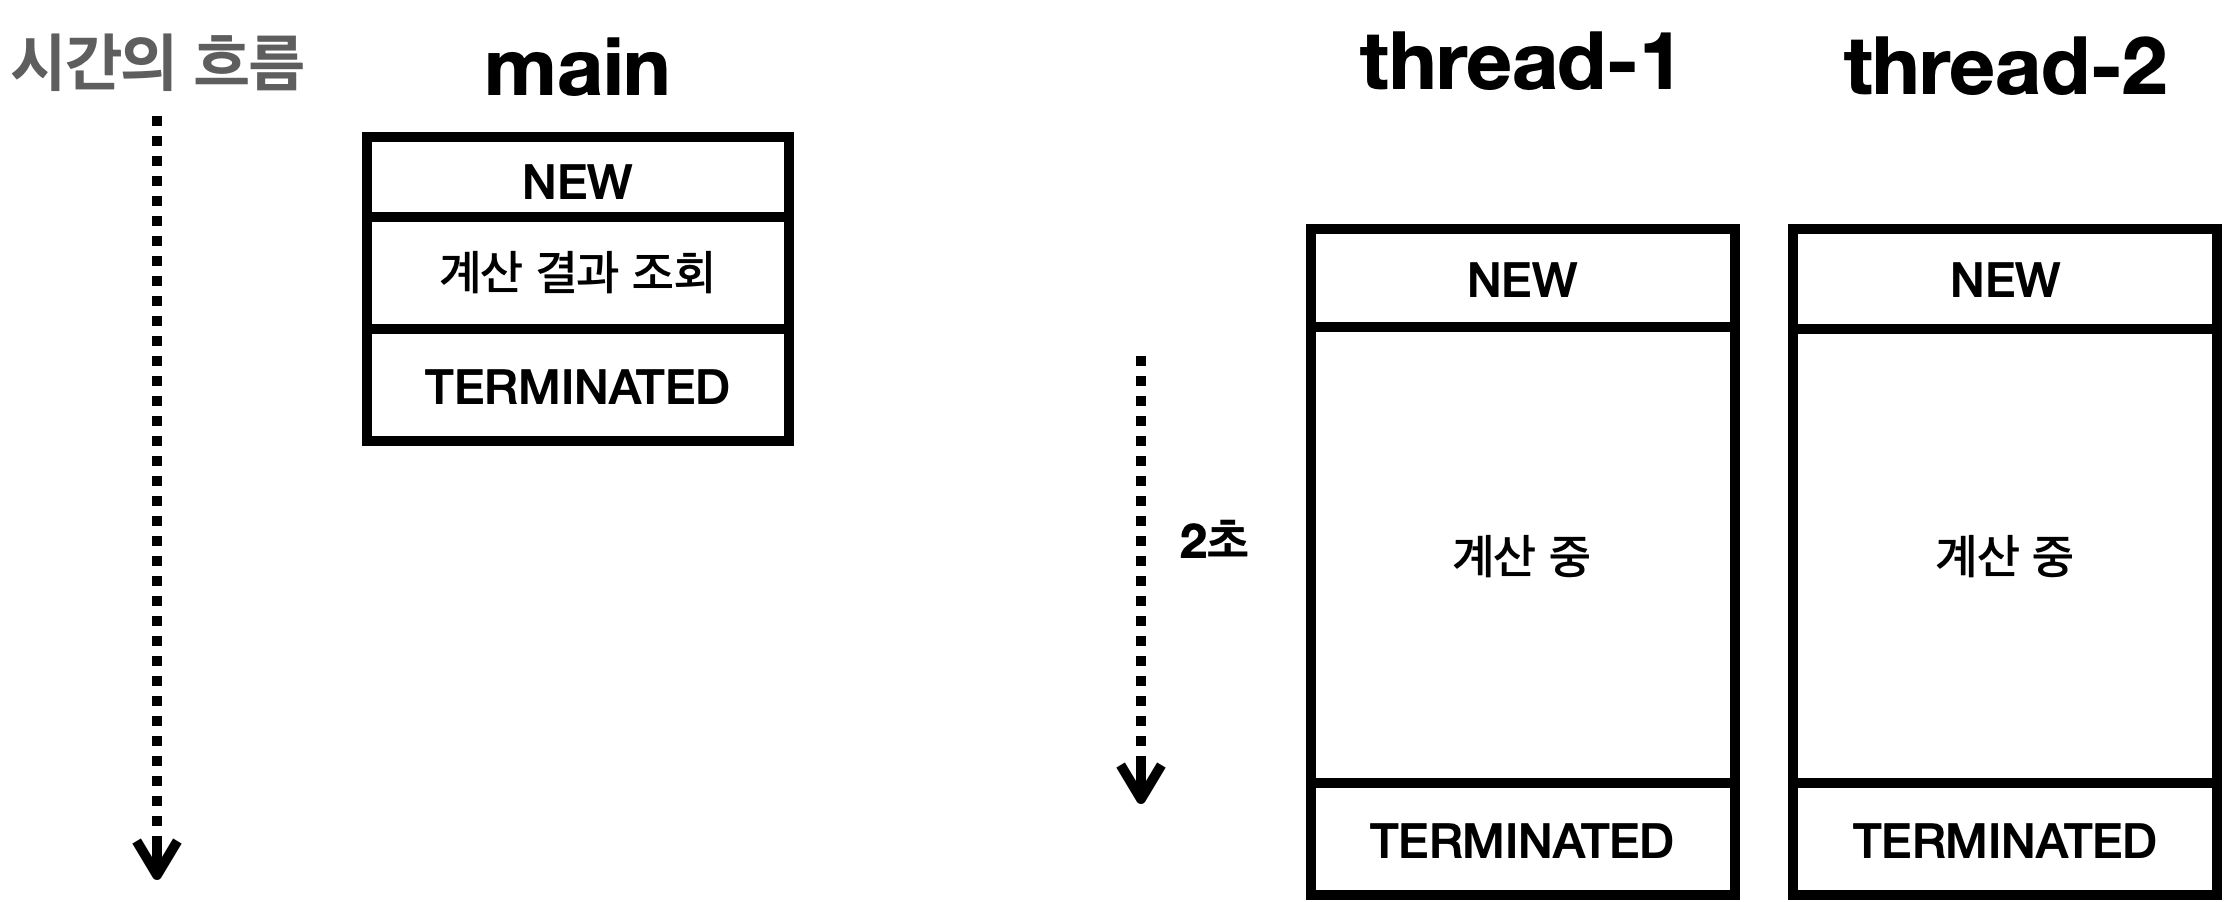 시간의 흐름
main
thread-1
thread-2
NEW
계산 결과 조회
TERMINATED
2초
NEW
계산 중
TERMINATED
NEW
계산 중
TERMINATED